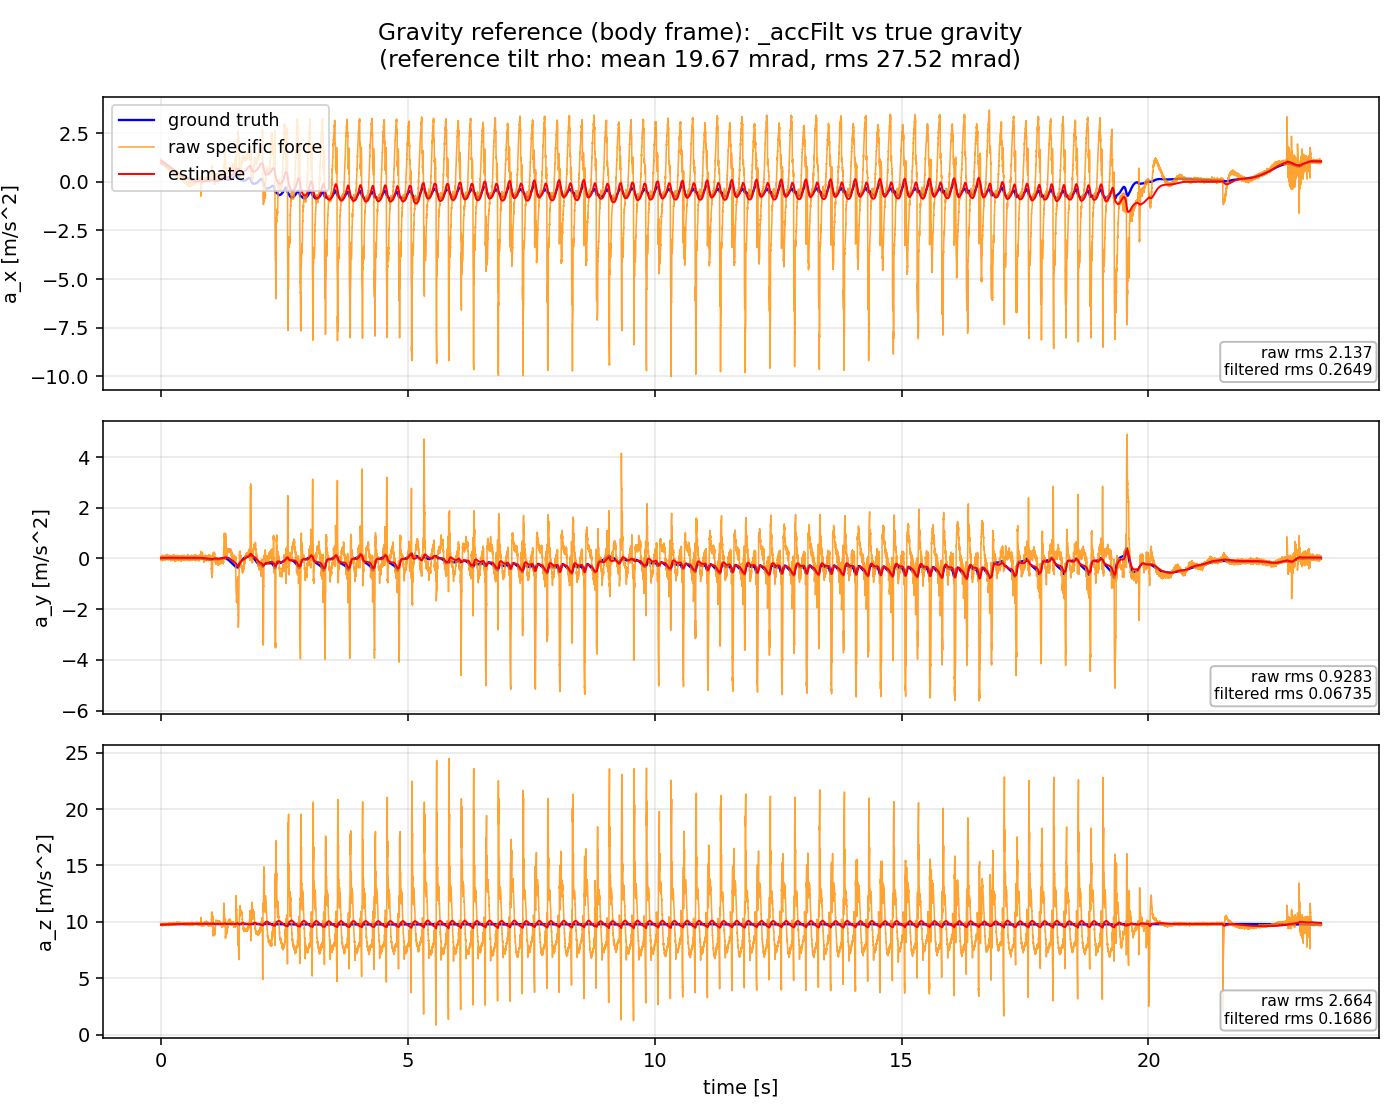 Gravity reference (body frame): _accFilt vs true gravity
(reference tilt rho: mean 19.67 mrad, rms 27.52 mrad)
ground truth
raw specific force
estimate
a_x [m/s^2]
2.5
0.0
−2.5
−5.0
−7.5
−10.0
raw rms 2.137
filtered rms 0.2649
a_y [m/s^2]
4
2
0
−2
−4
−6
raw rms 0.9283
filtered rms 0.06735
a_z [m/s^2]
25
20
15
10
5
0
raw rms 2.664
filtered rms 0.1686
0 5 10 15 20
time [s]